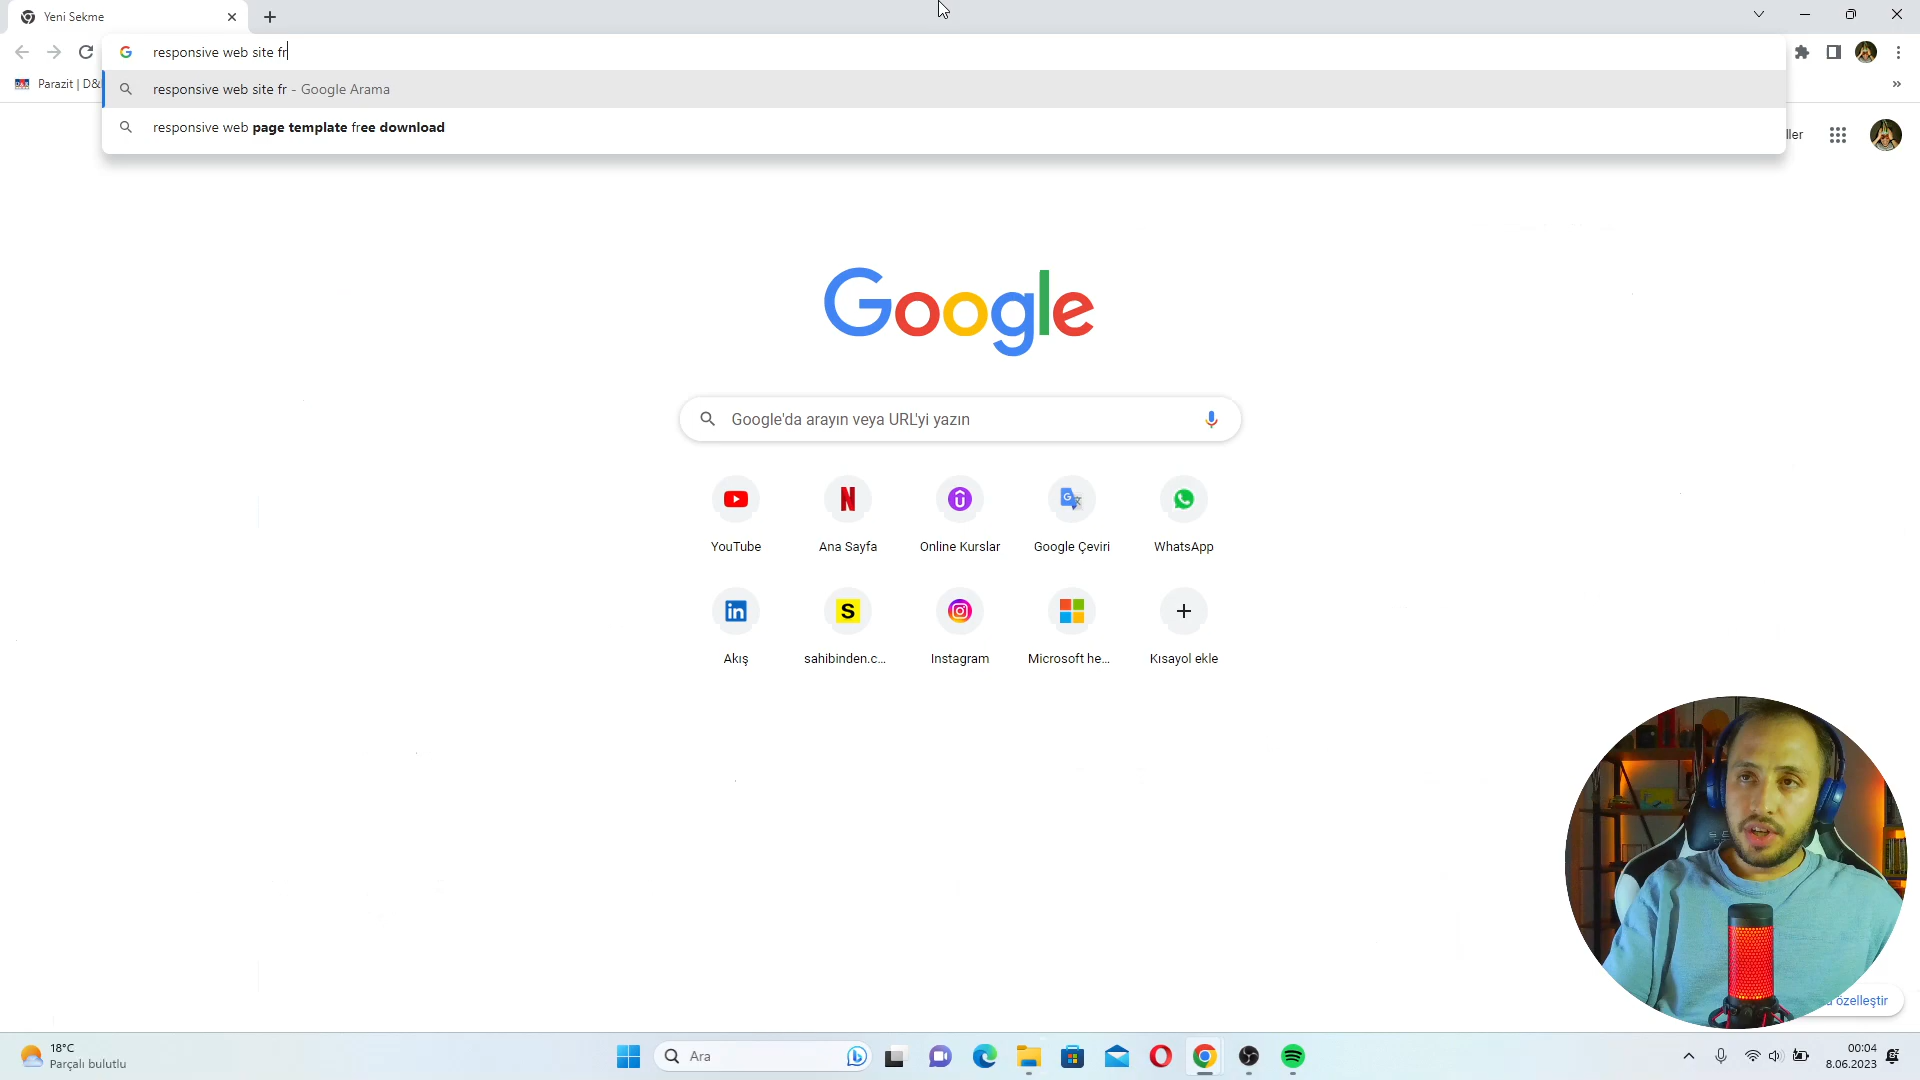 Yeni Sekme
responsive web site fr
Parazit | D&
responsive web site fr - Google Arama
responsive web page template free download
ller
Google
Google'da arayın veya URL'yi yazın
YouTube
Ana Sayfa
Online Kurslar
Google Çeviri
WhatsApp
Akış
sahibinden.c...
Instagram
Microsoft he...
Kısayol ekle
özelleştir
18°C
Parçalı bulutlu
Ara
00:04
8.06.2023